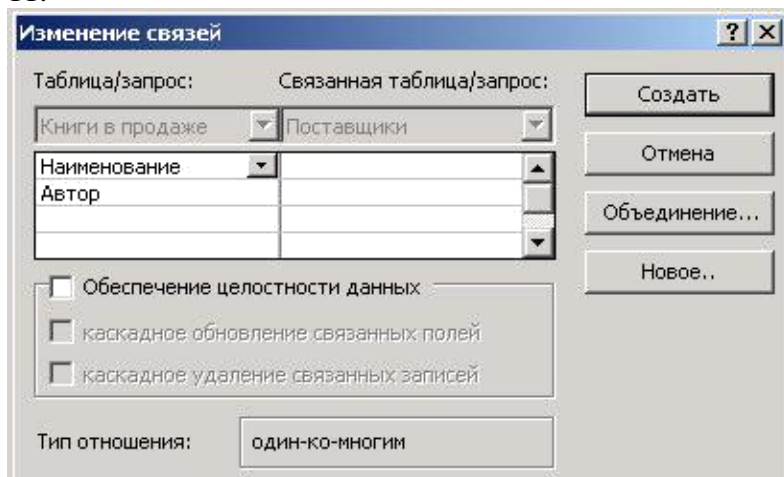 Изменение связей
Таблица/запрос: Связанная таблица/запрос:
Книги в продаже Поставщики
Наименование
Автор
Обеспечение целостности данных
каскадное обновление связанных полей
каскадное удаление связанных записей
Тип отношения: один-ко-многим
Создать
Отмена
Объединение...
Новое..